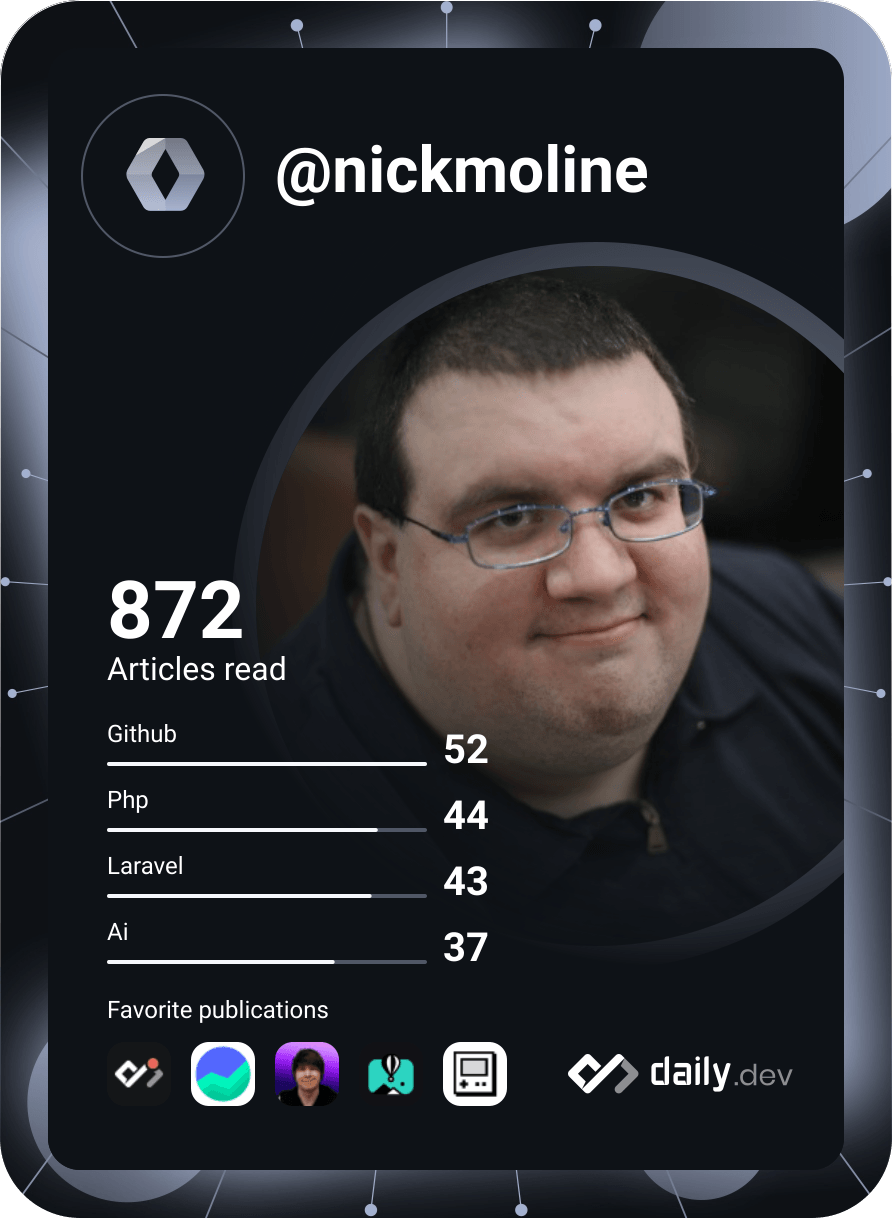 @nickmoline
872
Articles read
Github
52
Php
44
Laravel
43
Ai
37
Favorite publications
daily.dev